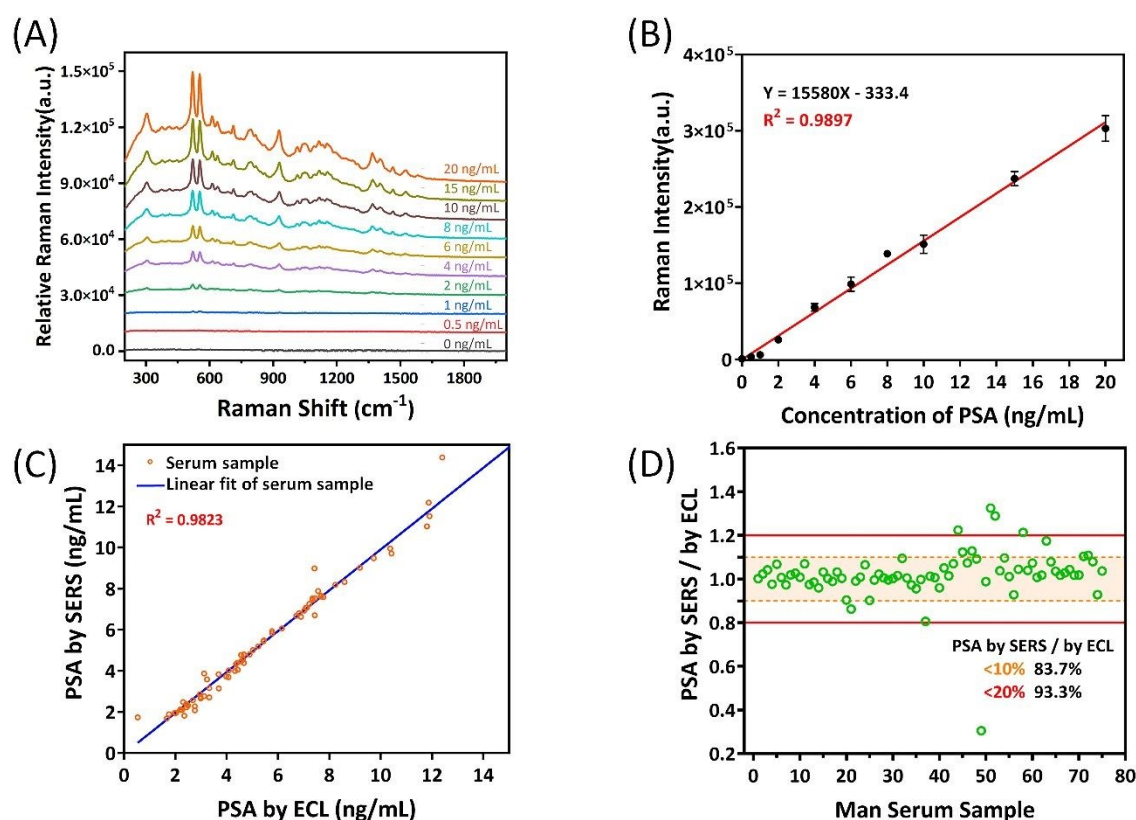 (A)
1.5×10⁵
1.2×10⁵
9.0×10⁴
6.0×10⁴
3.0×10⁴
0.0
Relative Raman Intensity(a.u.)
20 ng/mL
15 ng/mL
10 ng/mL
8 ng/mL
6 ng/mL
4 ng/mL
2 ng/mL
1 ng/mL
0.5 ng/mL
0 ng/mL
300 600 900 1200 1500 1800
Raman Shift (cm⁻¹)
(B)
4×10⁵
3×10⁵
2×10⁵
1×10⁵
0
Raman Intensity(a.u.)
Y = 15580X - 333.4
R² = 0.9897
0 2 4 6 8 10 12 14 16 18 20
Concentration of PSA (ng/mL)
(C)
14
12
10
8
6
4
2
0
PSA by SERS (ng/mL)
Serum sample
Linear fit of serum sample
R² = 0.9823
0 2 4 6 8 10 12 14
PSA by ECL (ng/mL)
(D)
1.6
1.4
1.2
1.0
0.8
0.6
0.4
0.2
PSA by SERS / by ECL
PSA by SERS / by ECL
<10% 83.7%
<20% 93.3%
0 10 20 30 40 50 60 70 80
Man Serum Sample